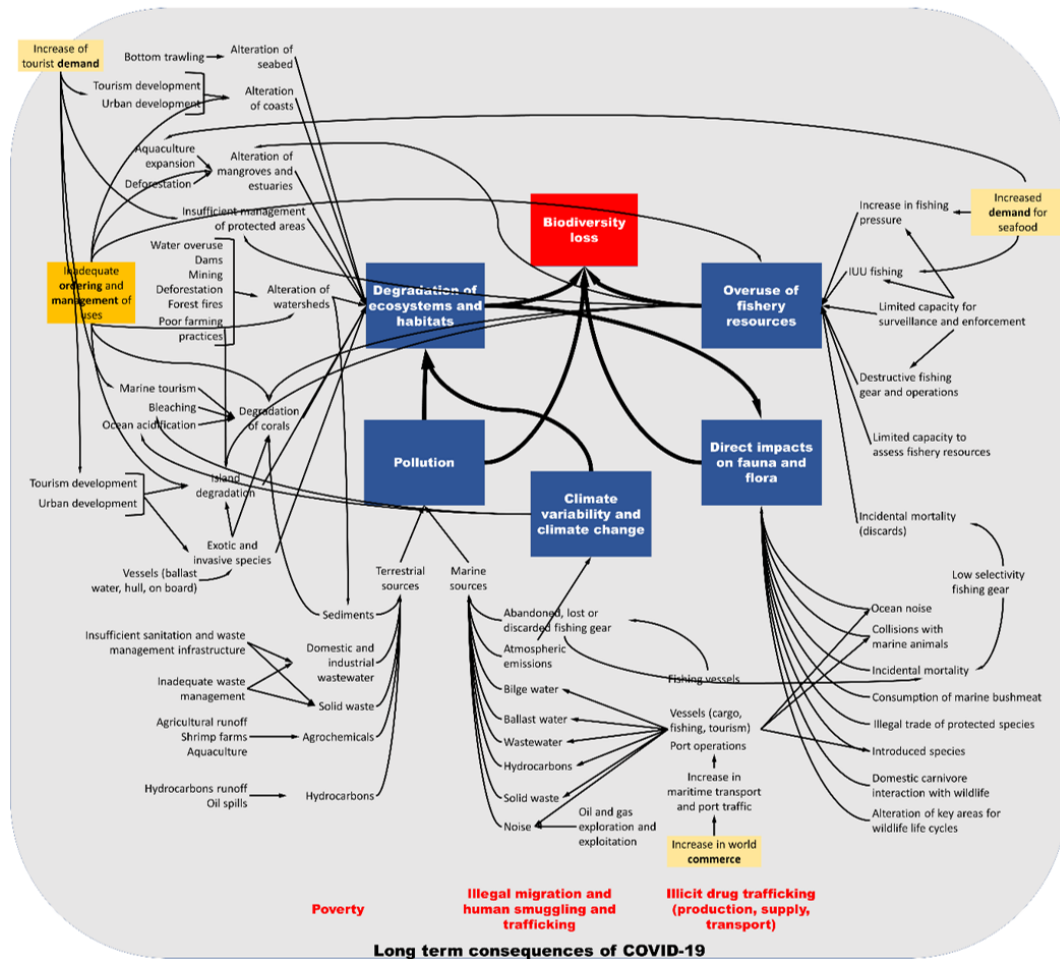 Increase of
tourist demand
Bottom trawling
Alteration of
seabed
Tourism development
Urban development
Alteration
of coasts
Aquaculture
expansion
Deforestation
Alteration of
mangroves and
estuaries
Insufficient management
of protected areas
Biodiversity
loss
Increase in fishing
pressure
Increased
demand for
seafood
Inadequate
ordering and
management of
uses
Water overuse
Dams
Mining
Deforestation
Forest fires
Poor farming
practices
Alteration of
watersheds
Degradation of
ecosystems and
habitats
Overuse of
fishery
resources
IUU fishing
Limited capacity for
surveillance and enforcement
Destructive fishing
gear and operations
Marine tourism
Bleaching
Ocean acidification
Degradation
of corals
Limited capacity to
assess fishery resources
Pollution
Direct impacts
on fauna and
flora
Climate
variability and
climate change
Tourism development
Urban development
Island
degradation
Exotic and
invasive species
Vessels (ballast
water, hull, on board)
Incidental mortality
(discards)
Low selectivity
fishing gear
Terrestrial
sources
Marine
sources
Sediments
Insufficient sanitation and waste
management infrastructure
Domestic and
industrial
wastewater
Inadequate waste
management
Solid waste
Agricultural runoff
Shrimp farms
Aquaculture
Agrochemicals
Hydrocarbons runoff
Oil spills
Hydrocarbons
Abandoned, lost or
discarded fishing gear
Atmospheric
emissions
Bilge water
Ballast water
Wastewater
Hydrocarbons
Solid waste
Noise
Oil and gas
exploration and
exploitation
Fishing vessels
Vessels (cargo,
fishing, tourism)
Port operations
Increase in
maritime transport
and port traffic
Increase in world
commerce
Ocean noise
Collisions with
marine animals
Incidental mortality
Consumption of marine bushmeat
Illegal trade of protected species
Introduced species
Domestic carnivore
interaction with wildlife
Alteration of key areas for
wildlife life cycles
Poverty
Illegal migration and
human smuggling and
trafficking
Illicit drug trafficking
(production, supply,
transport)
Long term consequences of COVID-19